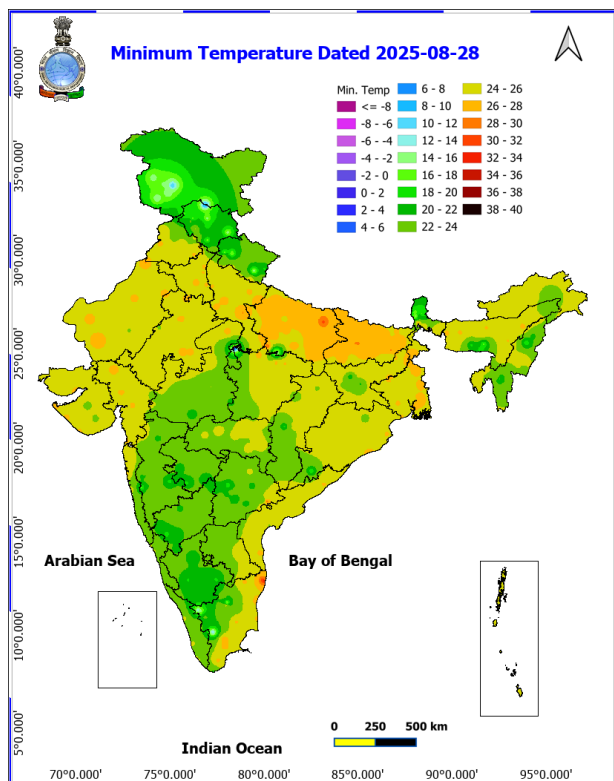 Minimum Temperature Dated 2025-08-28
Min. Temp
<= -8
-8 - -6
-6 - -4
-4 - -2
-2 - 0
0 - 2
2 - 4
4 - 6
6 - 8
8 - 10
10 - 12
12 - 14
14 - 16
16 - 18
18 - 20
20 - 22
22 - 24
24 - 26
26 - 28
28 - 30
30 - 32
32 - 34
34 - 36
36 - 38
38 - 40
40°0.000'
35°0.000'
30°0.000'
25°0.000'
20°0.000'
15°0.000'
10°0.000'
5°0.000'
Arabian Sea
Bay of Bengal
Indian Ocean
0 250 500 km
70°0.000' 75°0.000' 80°0.000' 85°0.000' 90°0.000' 95°0.000'